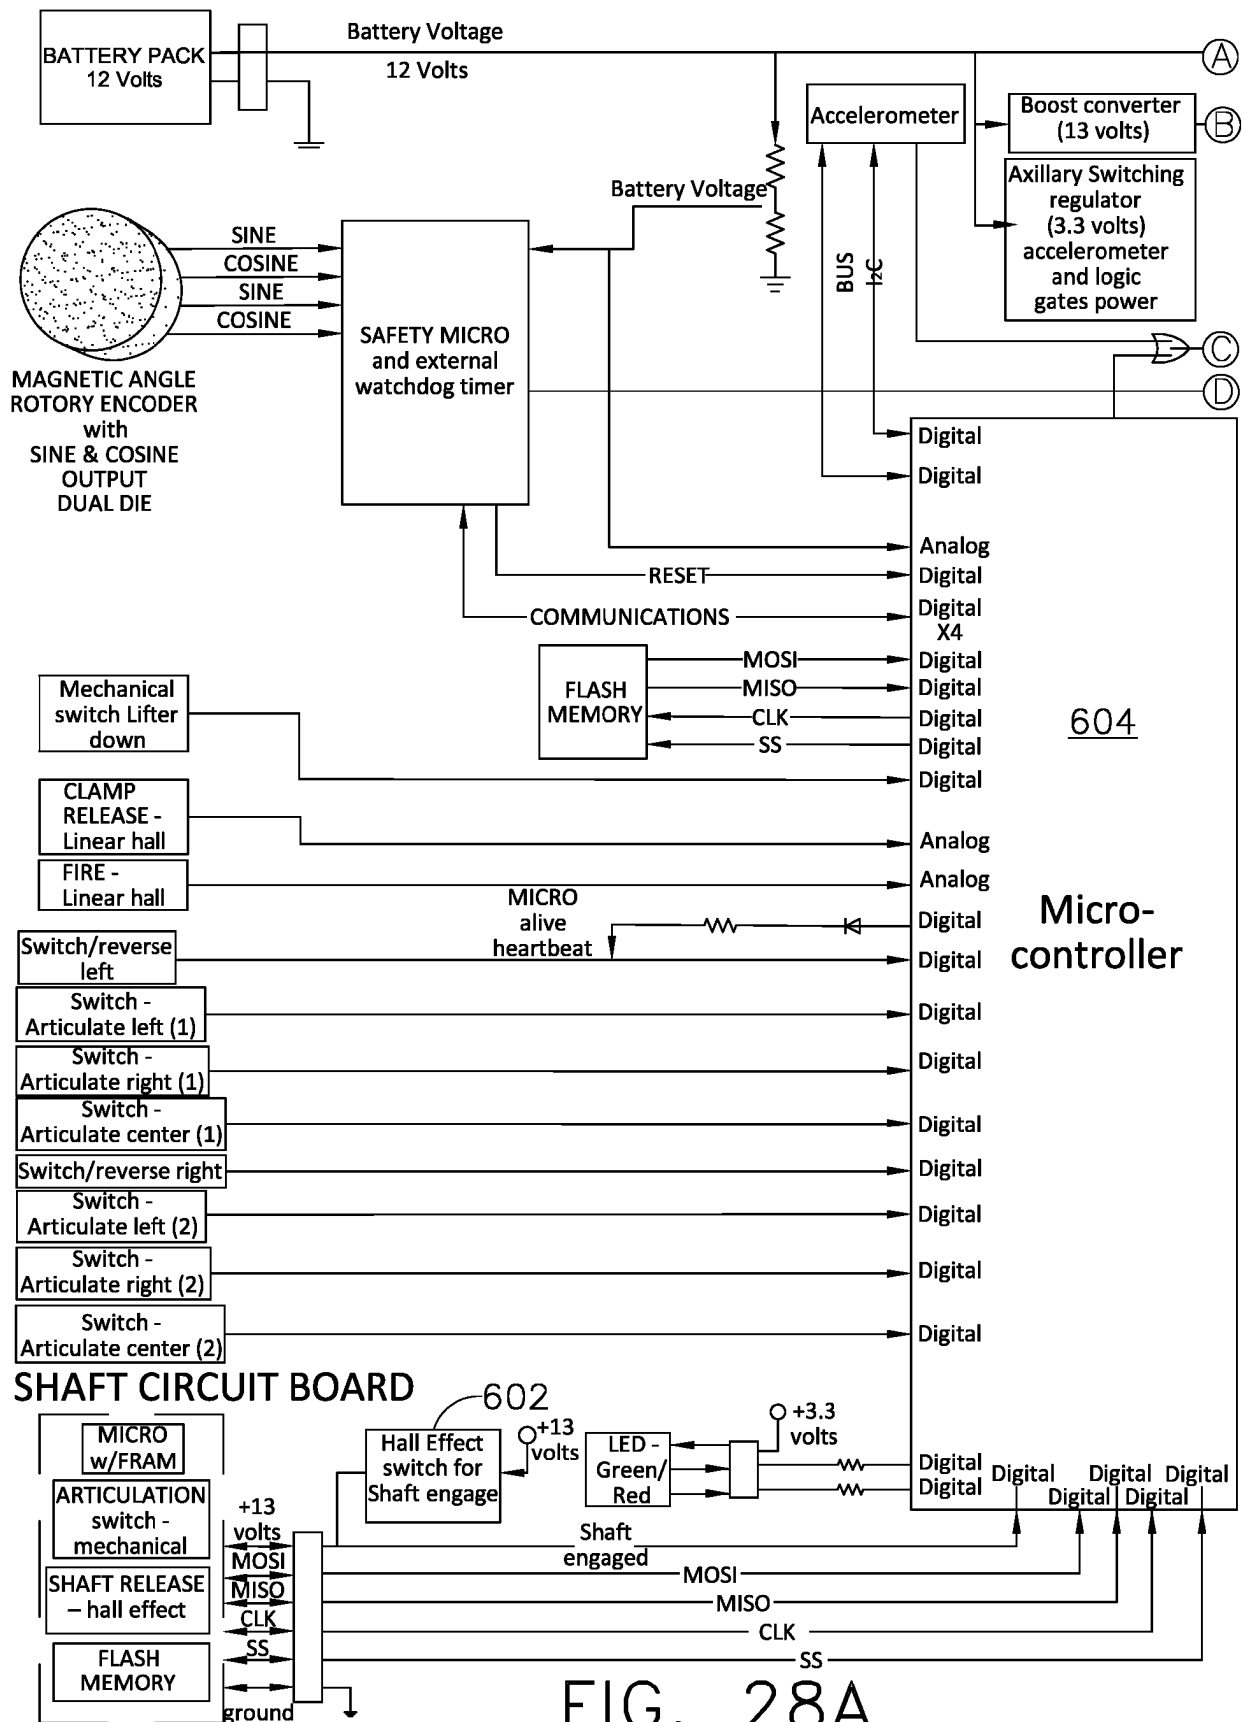 BATTERY PACK
12 Volts
Battery Voltage
12 Volts
A
Accelerometer
Boost converter
(13 volts)
B
Axillary Switching
regulator
(3.3 volts)
accelerometer
and logic
gates power
Battery Voltage
BUS
I2C
SINE
COSINE
SINE
COSINE
SAFETY MICRO
and external
watchdog timer
C
D
MAGNETIC ANGLE
ROTORY ENCODER
with
SINE & COSINE
OUTPUT
DUAL DIE
Digital
Digital
Analog
RESET
Digital
COMMUNICATIONS
Digital
X4
FLASH
MEMORY
MOSI
Digital
MISO
Digital
CLK
Digital
SS
Digital
604
Micro-
controller
Mechanical
switch Lifter
down
Digital
CLAMP
RELEASE -
Linear hall
Analog
FIRE -
Linear hall
Analog
MICRO
alive
heartbeat
Digital
Switch/reverse
left
Digital
Switch -
Articulate left (1)
Digital
Switch -
Articulate right (1)
Digital
Switch -
Articulate center (1)
Digital
Switch/reverse right
Digital
Switch -
Articulate left (2)
Digital
Switch -
Articulate right (2)
Digital
Switch -
Articulate center (2)
Digital
SHAFT CIRCUIT BOARD
MICRO
w/FRAM
ARTICULATION
switch -
mechanical
SHAFT RELEASE
– hall effect
FLASH
MEMORY
+13
volts
MOSI
MISO
CLK
SS
ground
602
Hall Effect
switch for
Shaft engage
+13
volts
LED -
Green/
Red
+3.3
volts
Digital
Digital
Digital
Digital
Digital
Digital
Digital
Shaft
engaged
MOSI
MISO
CLK
SS
FIG. 28A